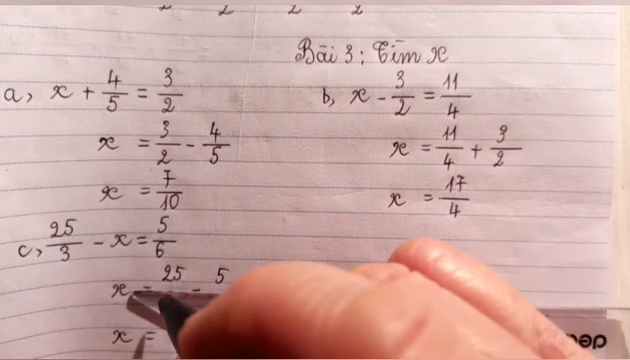 Bài 3: Tìm x
a, x + 4/5 = 3/2
x = 3/2 - 4/5
x = 7/10
b, x - 3/2 = 11/4
x = 11/4 + 3/2
x = 17/4
c, 25/3 - x = 5/6
x = 25 - 5
x =